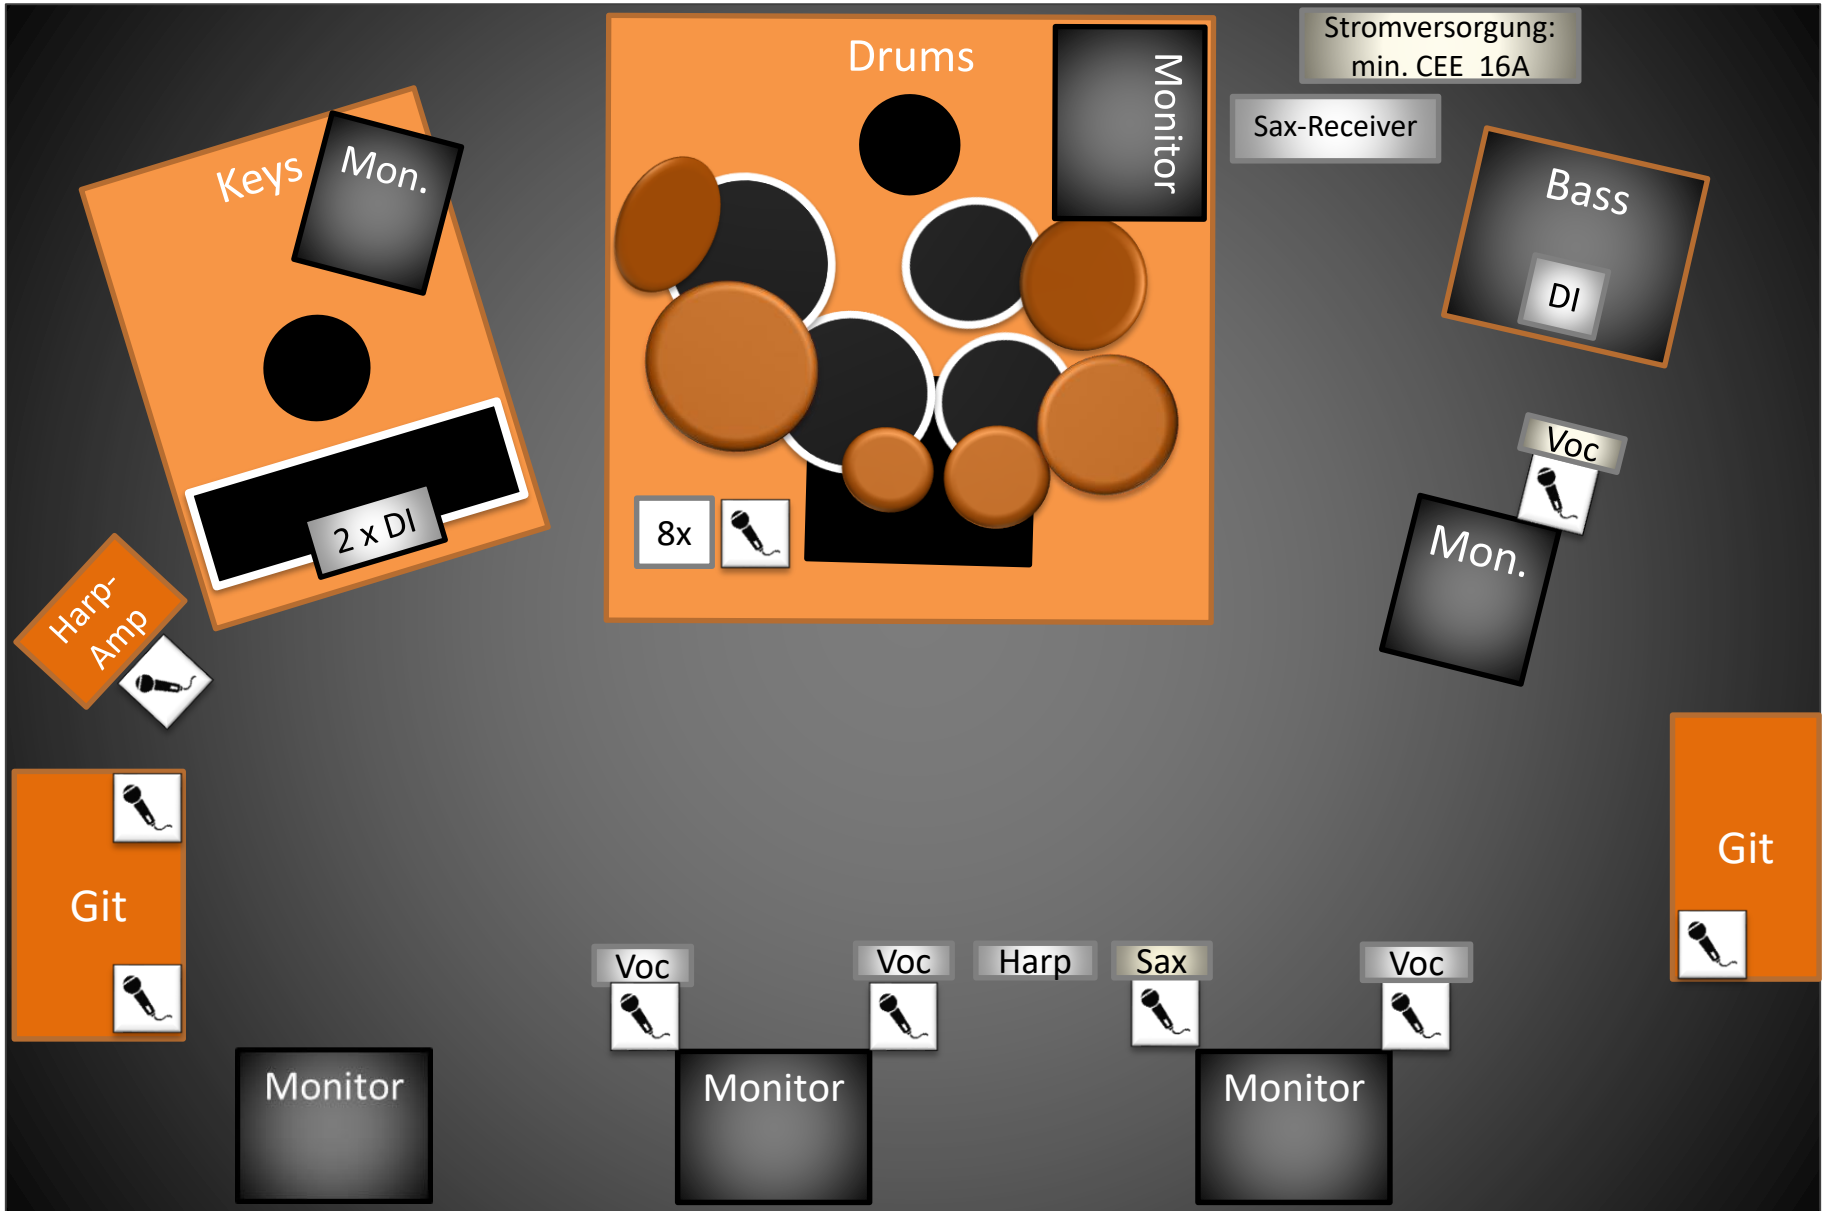 Stromversorgung:
min. CEE 16A
Drums
Monitor
Sax-Receiver
Keys
Mon.
Bass
DI
Voc
Mon.
2 x DI
8x
Harp-
Amp
Git
Git
Voc
Voc
Harp
Sax
Voc
Monitor
Monitor
Monitor